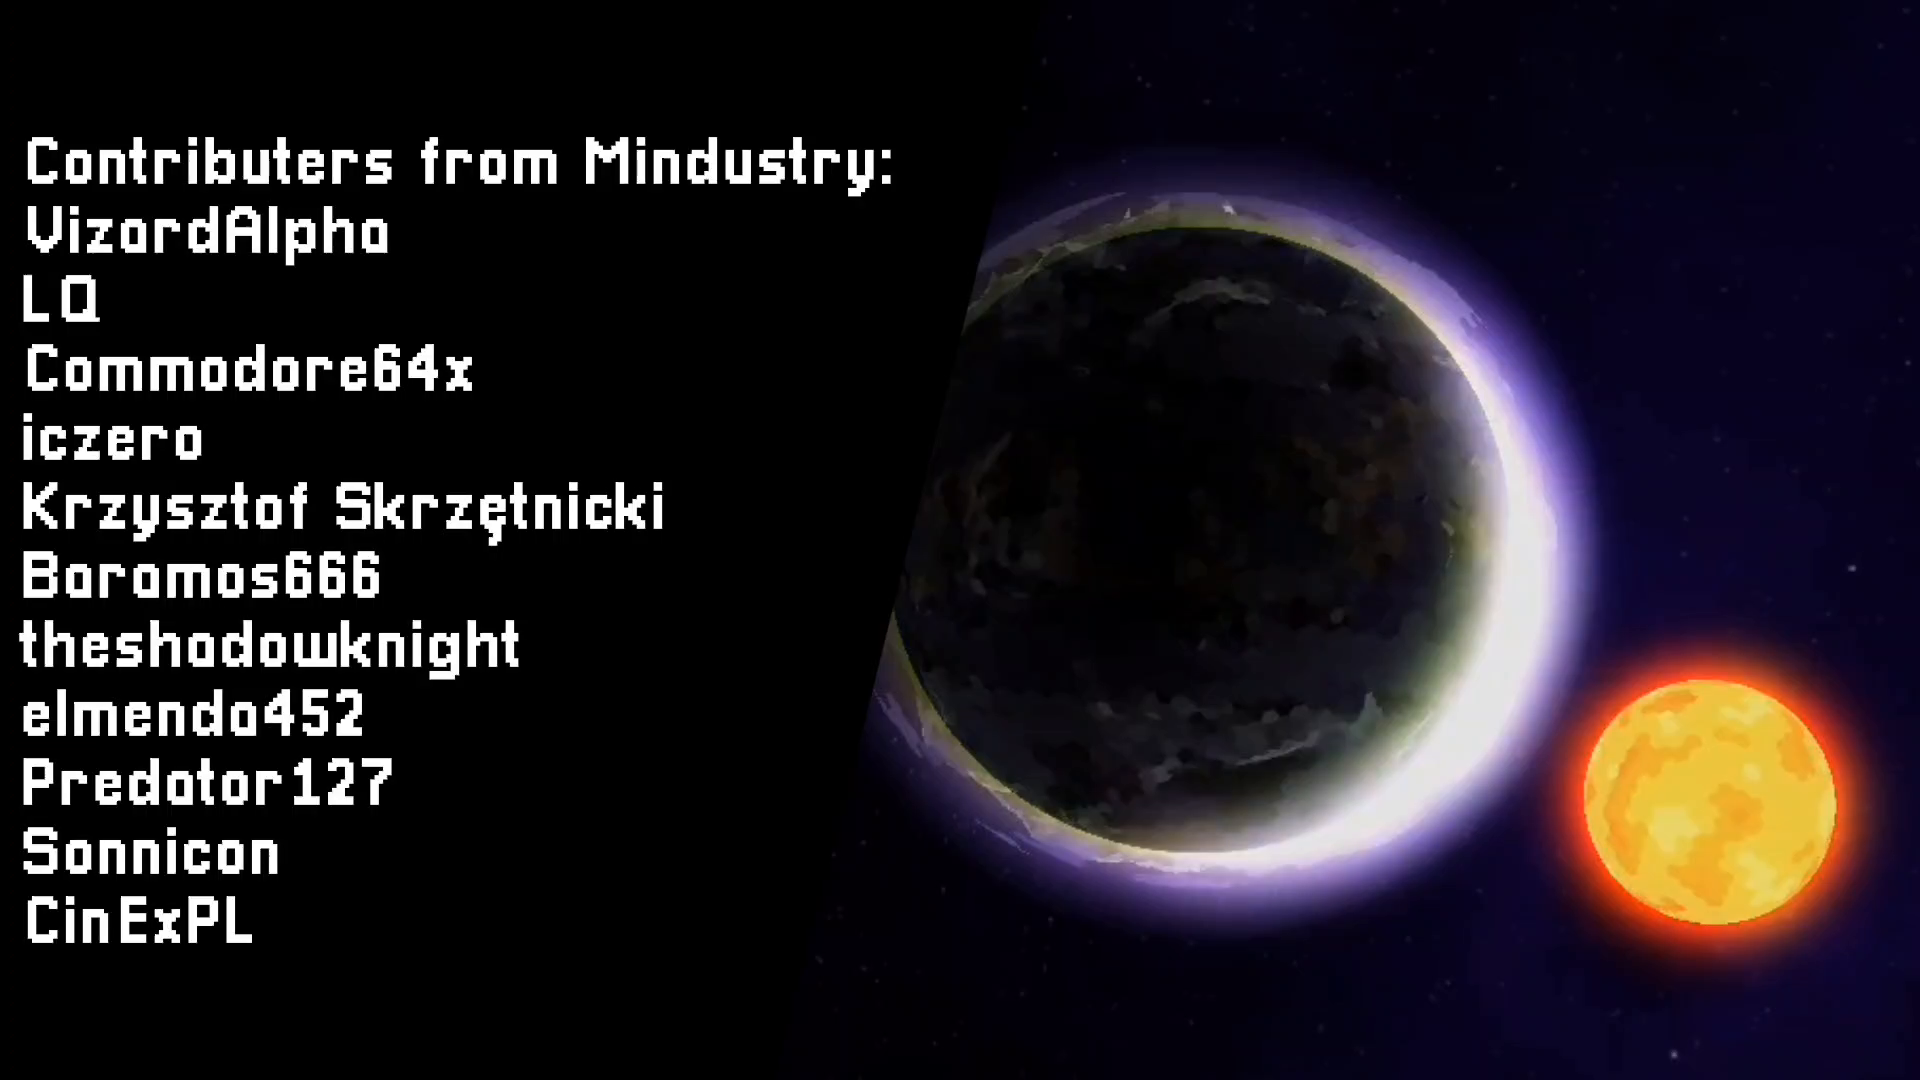 Contributers from Mindustry:
VizardAlpha
LQ
Commodore64x
iczero
Krzysztof Skrzętnicki
Baramos666
theshadowknight
elmenda452
Predator127
Sonnicon
CinExPL